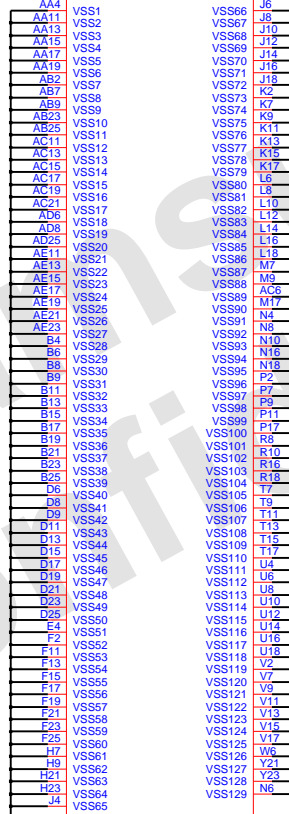 AA4 VSS1 VSS66 J6
AA11 VSS2 VSS67 J8
AA13 VSS3 VSS68 J10
AA15 VSS4 VSS69 J12
AA17 VSS5 VSS70 J14
AA19 VSS6 VSS71 J16
AB2 VSS7 VSS72 J18
AB7 VSS8 VSS73 K2
AB9 VSS9 VSS74 K7
AB23 VSS10 VSS75 K9
AB25 VSS11 VSS76 K11
AC11 VSS12 VSS77 K13
AC13 VSS13 VSS78 K15
AC15 VSS14 VSS79 K17
AC17 VSS15 VSS80 L6
AC19 VSS16 VSS81 L8
AC21 VSS17 VSS82 L10
AD6 VSS18 VSS83 L12
AD8 VSS19 VSS84 L14
AD25 VSS20 VSS85 L16
AE11 VSS21 VSS86 L18
AE13 VSS22 VSS87 M7
AE15 VSS23 VSS88 M9
AE17 VSS24 VSS89 AC6
AE19 VSS25 VSS90 M17
AE21 VSS26 VSS91 N4
AE23 VSS27 VSS92 N8
B4 VSS28 VSS93 N10
B6 VSS29 VSS94 N16
B8 VSS30 VSS95 N18
B9 VSS31 VSS96 P2
B11 VSS32 VSS97 P7
B13 VSS33 VSS98 P9
B15 VSS34 VSS99 P11
B17 VSS35 VSS100 P17
B19 VSS36 VSS101 R8
B21 VSS37 VSS102 R10
B23 VSS38 VSS103 R16
B25 VSS39 VSS104 R18
D6 VSS40 VSS105 T7
D8 VSS41 VSS106 T9
D9 VSS42 VSS107 T11
D11 VSS43 VSS108 T13
D13 VSS44 VSS109 T15
D15 VSS45 VSS110 T17
D17 VSS46 VSS111 U4
D19 VSS47 VSS112 U6
D21 VSS48 VSS113 U8
D23 VSS49 VSS114 U10
D25 VSS50 VSS115 U12
E4 VSS51 VSS116 U14
F2 VSS52 VSS117 U16
F11 VSS53 VSS118 U18
F13 VSS54 VSS119 V2
F15 VSS55 VSS120 V7
F17 VSS56 VSS121 V9
F19 VSS57 VSS122 V11
F21 VSS58 VSS123 V13
F23 VSS59 VSS124 V15
F25 VSS60 VSS125 V17
H7 VSS61 VSS126 W6
H9 VSS62 VSS127 Y21
H21 VSS63 VSS128 Y23
H23 VSS64 VSS129 N6
J4 VSS65